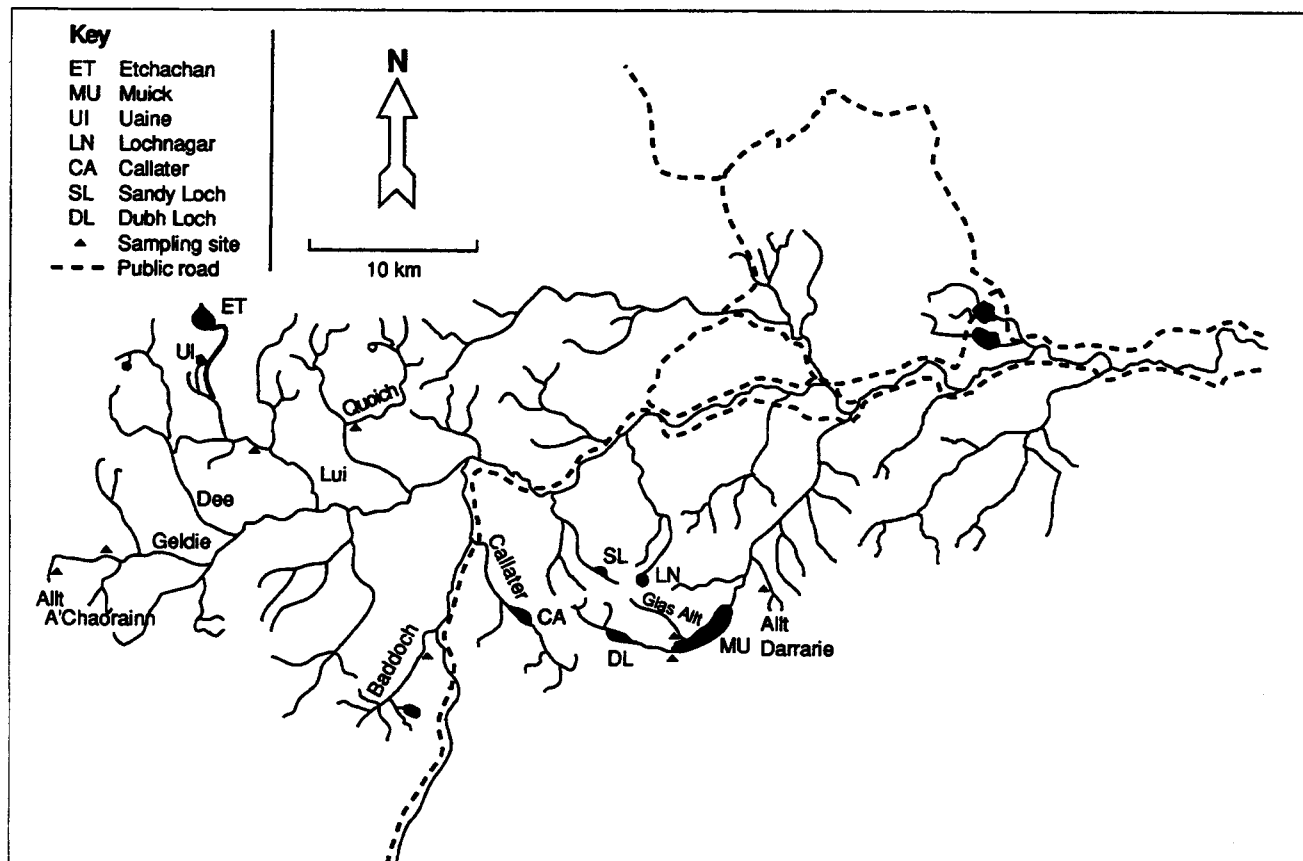 Key
ET Etchachan
MU Muick
UI Uaine
LN Lochnagar
CA Callater
SL Sandy Loch
DL Dubh Loch
Sampling site
Public road
N
10 km
ET
UI
Quoich
Lui
Dee
Geldie
Allt
A'Chaorainn
Callater
CA
SL
LN
Glas Allt
DL
MU
Allt
Darrarie
Baddoch